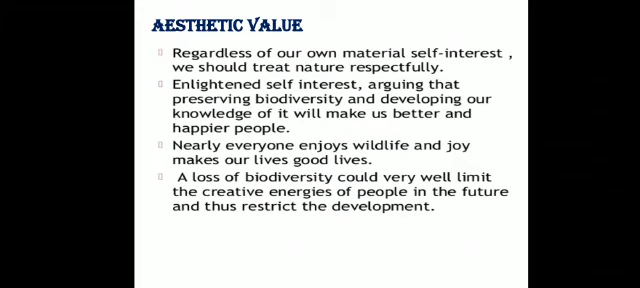 AESTHETIC VALUE
Regardless of our own material self-interest ,
we should treat nature respectfully.
Enlightened self interest, arguing that
preserving biodiversity and developing our
knowledge of it will make us better and
happier people.
Nearly everyone enjoys wildlife and joy
makes our lives good lives.
A loss of biodiversity could very well limit
the creative energies of people in the future
and thus restrict the development.